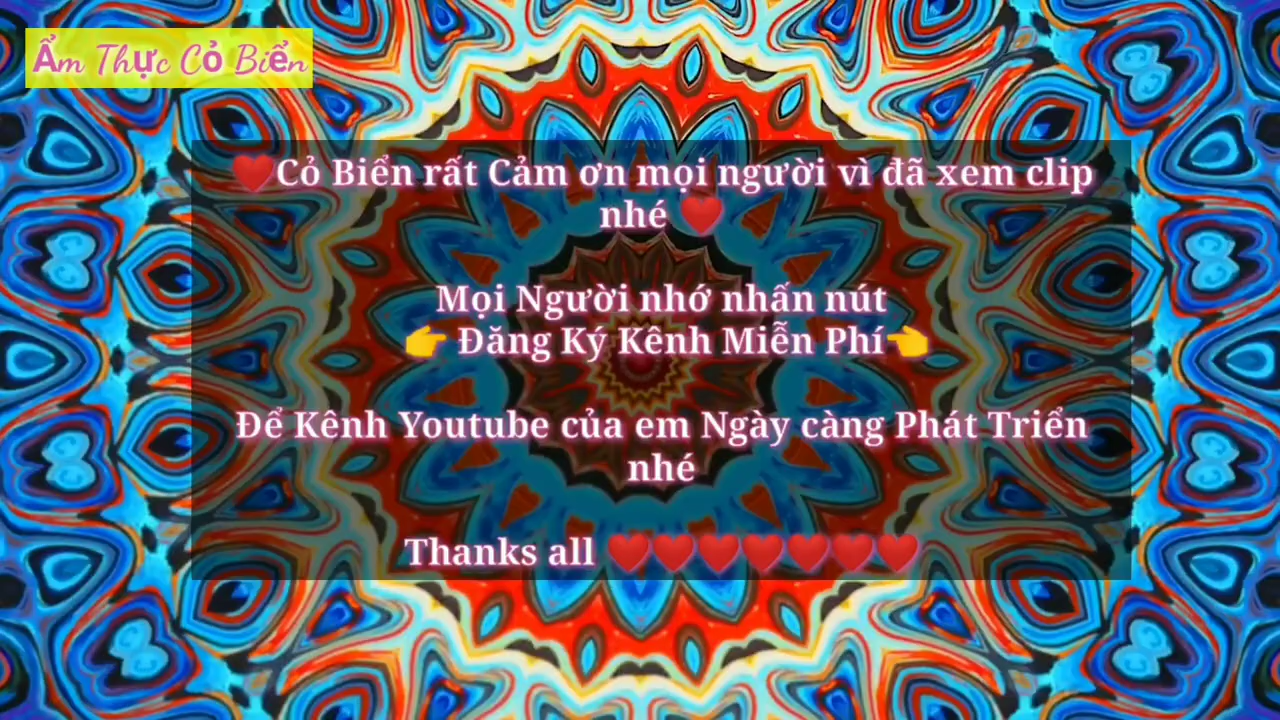 Ẩm Thực Cỏ Biển
❤️Cỏ Biển rất Cảm ơn mọi người vì đã xem clip
nhé ❤️
Mọi Người nhớ nhấn nút
👉 Đăng Ký Kênh Miễn Phí👈
Để Kênh Youtube của em Ngày càng Phát Triển
nhé
Thanks all ❤️❤️❤️❤️❤️❤️❤️